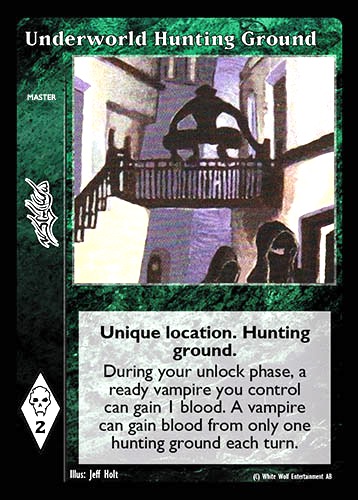 Underworld Hunting Ground
MASTER
Unique location. Hunting
ground.
During your unlock phase, a
ready vampire you control
can gain 1 blood. A vampire
can gain blood from only one
hunting ground each turn.
2
Illus: Jeff Holt
(C) White Wolf Entertainment AB